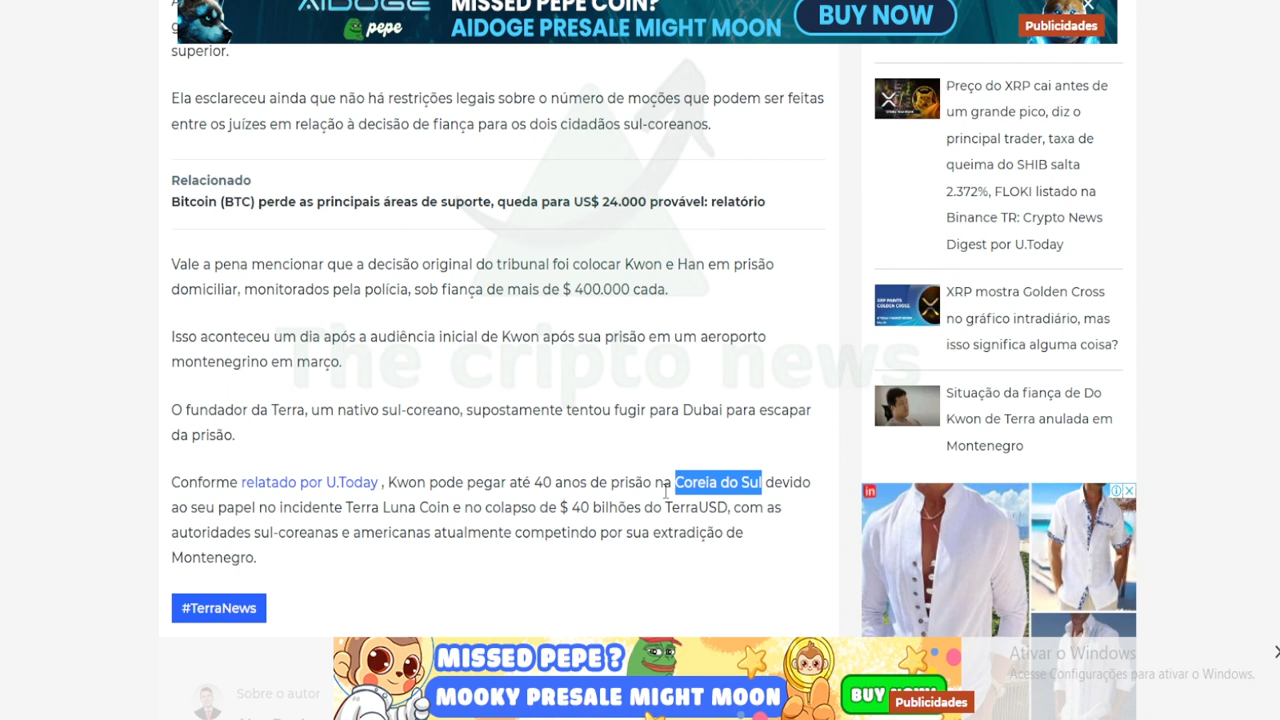 AIDOGE
pepe
MISSED PEPE COIN?
AIDOGE PRESALE MIGHT MOON
BUY NOW
Publicidades
superior.
Ela esclareceu ainda que não há restrições legais sobre o número de moções que podem ser feitas
entre os juízes em relação à decisão de fiança para os dois cidadãos sul-coreanos.
Relacionado
Bitcoin (BTC) perde as principais áreas de suporte, queda para US$ 24.000 provável: relatório
Vale a pena mencionar que a decisão original do tribunal foi colocar Kwon e Han em prisão
domiciliar, monitorados pela polícia, sob fiança de mais de $ 400.000 cada.
Isso aconteceu um dia após a audiência inicial de Kwon após sua prisão em um aeroporto
montenegrino em março.
The cripto news
O fundador da Terra, um nativo sul-coreano, supostamente tentou fugir para Dubai para escapar
da prisão.
Conforme relatado por U.Today , Kwon pode pegar até 40 anos de prisão na Coreia do Sul devido
ao seu papel no incidente Terra Luna Coin e no colapso de $ 40 bilhões do TerraUSD, com as
autoridades sul-coreanas e americanas atualmente competindo por sua extradição de
Montenegro.
#TerraNews
Sobre o autor
Preço do XRP cai antes de
um grande pico, diz o
principal trader, taxa de
queima do SHIB salta
2.372%, FLOKI listado na
Binance TR: Crypto News
Digest por U.Today
XRP mostra Golden Cross
no gráfico intradiário, mas
isso significa alguma coisa?
Situação da fiança de Do
Kwon de Terra anulada em
Montenegro
in
MISSED PEPE ?
MOOKY PRESALE MIGHT MOON
BUY NOW
Publicidades
Ativar o Windows
Acesse Configurações para ativar o Windows.